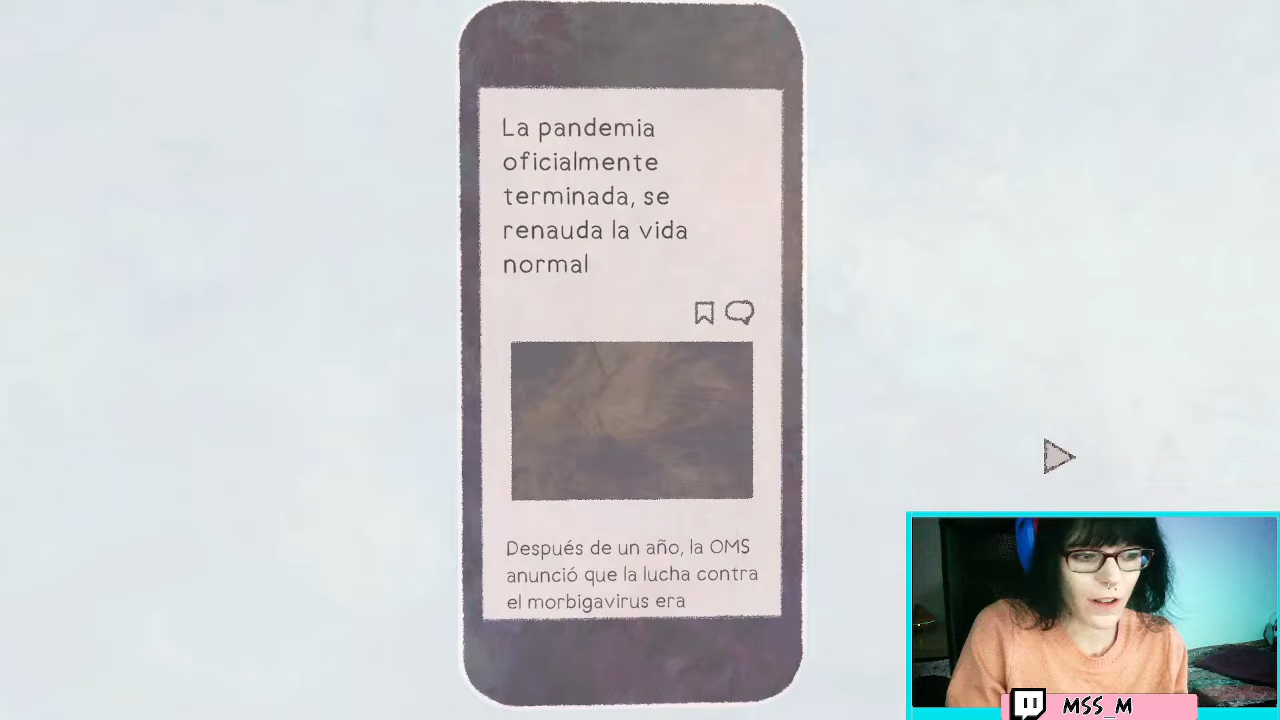 La pandemia
oficialmente
terminada, se
renauda la vida
normal
Después de un año, la OMS
anunció que la lucha contra
el morbigavirus era
MSS_M